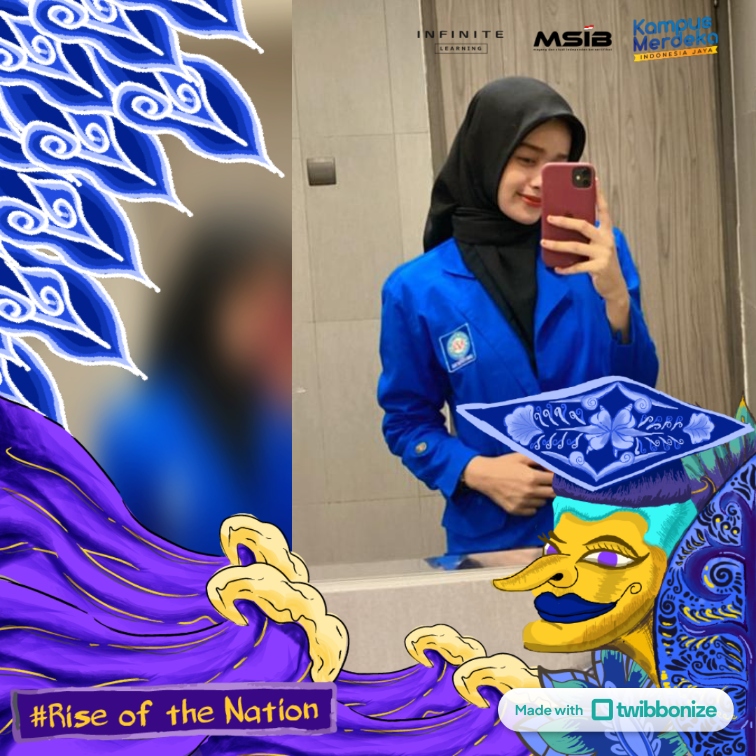 INFINITE
LEARNING
MSIB
Kampus
Merdeka
INDONESIA JAYA
#Rise of the Nation
Made with twibbonize